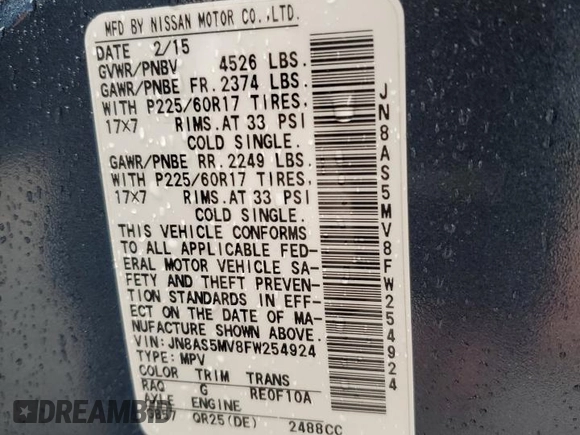 MFD BY NISSAN MOTOR CO.,LTD.
DATE 2/15
GVWR/PNBV 4526 LBS.
GAWR/PNBE FR. 2374 LBS.
WITH P225/60R17 TIRES,
17×7 RIMS.AT 33 PSI
COLD SINGLE.
GAWR/PNBE RR. 2249 LBS.
WITH P225/60R17 TIRES,
17×7 RIMS.AT 33 PSI
COLD SINGLE.
THIS VEHICLE CONFORMS
TO ALL APPLICABLE FED-
ERAL MOTOR VEHICLE SA-
FETY AND THEFT PREVEN-
TION STANDARDS IN EFF-
ECT ON THE DATE OF MA-
NUFACTURE SHOWN ABOVE.
VIN:JN8AS5MV8FW254924
TYPE:MPV
COLOR TRIM TRANS
RAQ G RE0F10A
AXLE ENGINE
QR25(DE) 2488CC
JN8AS5MV8FW254924
DREAMBID